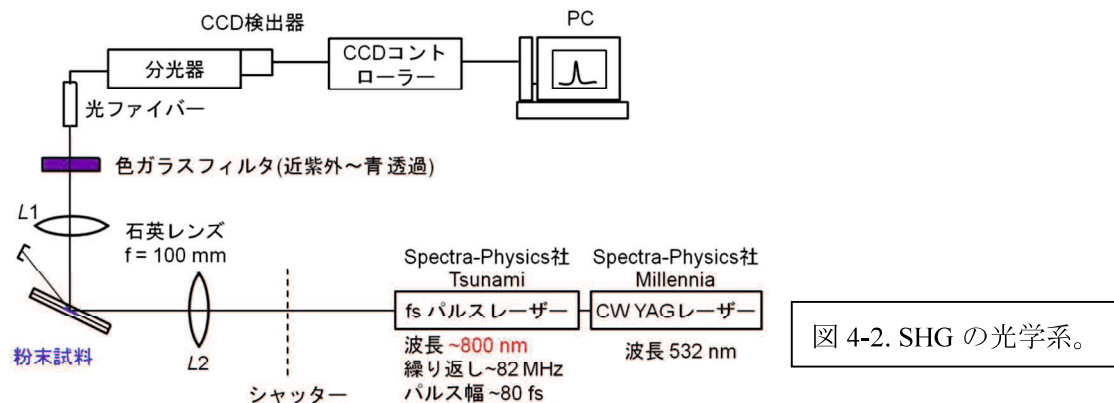 CCD検出器
PC
分光器
CCDコント
ローラー
光ファイバー
色ガラスフィルタ(近紫外～青 透過)
L1
石英レンズ
f = 100 mm
Spectra-Physics社
Tsunami
Spectra-Physics社
Millennia
fs パルスレーザー
CW YAGレーザー
粉末試料
L2
波長 ~800 nm
繰り返し~82 MHz
パルス幅 ~80 fs
波長 532 nm
シャッター
図 4-2. SHG の光学系。